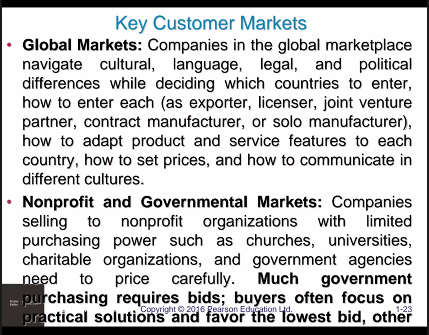 Key Customer Markets
• Global Markets: Companies in the global marketplace
navigate cultural, language, legal, and political
differences while deciding which countries to enter,
how to enter each (as exporter, licenser, joint venture
partner, contract manufacturer, or solo manufacturer),
how to adapt product and service features to each
country, how to set prices, and how to communicate in
different cultures.
• Nonprofit and Governmental Markets: Companies
selling to nonprofit organizations with limited
purchasing power such as churches, universities,
charitable organizations, and government agencies
need to price carefully. Much government
purchasing requires bids; buyers often focus on
Copyright © 2016 Pearson Education Ltd. 1-23
practical solutions and favor the lowest bid, other